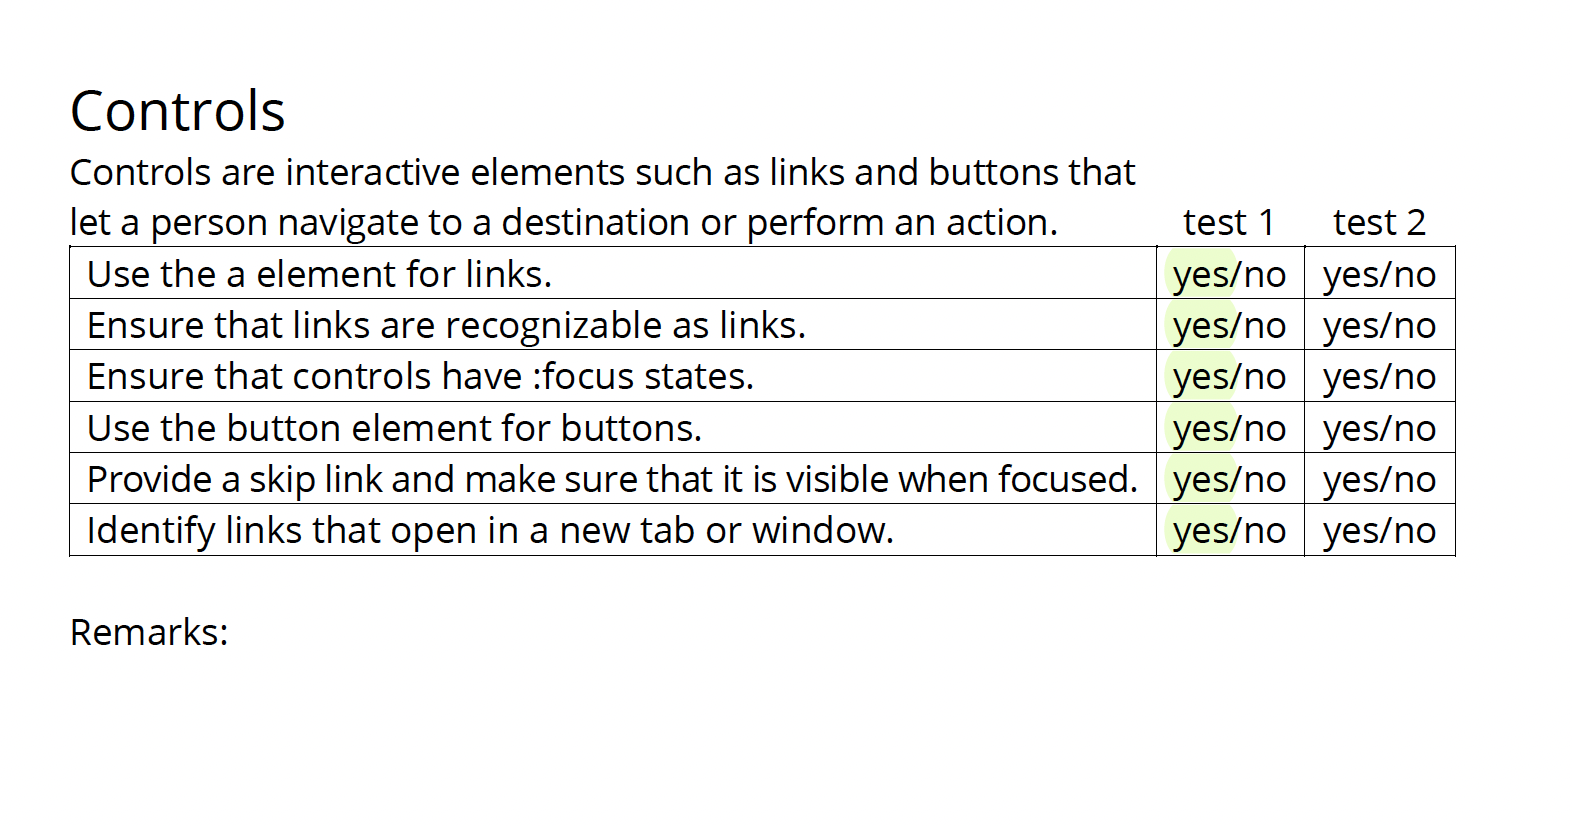 Controls
Controls are interactive elements such as links and buttons that
let a person navigate to a destination or perform an action. test 1 test 2
Use the a element for links. yes/no yes/no
Ensure that links are recognizable as links. yes/no yes/no
Ensure that controls have :focus states. yes/no yes/no
Use the button element for buttons. yes/no yes/no
Provide a skip link and make sure that it is visible when focused. yes/no yes/no
Identify links that open in a new tab or window. yes/no yes/no
Remarks: